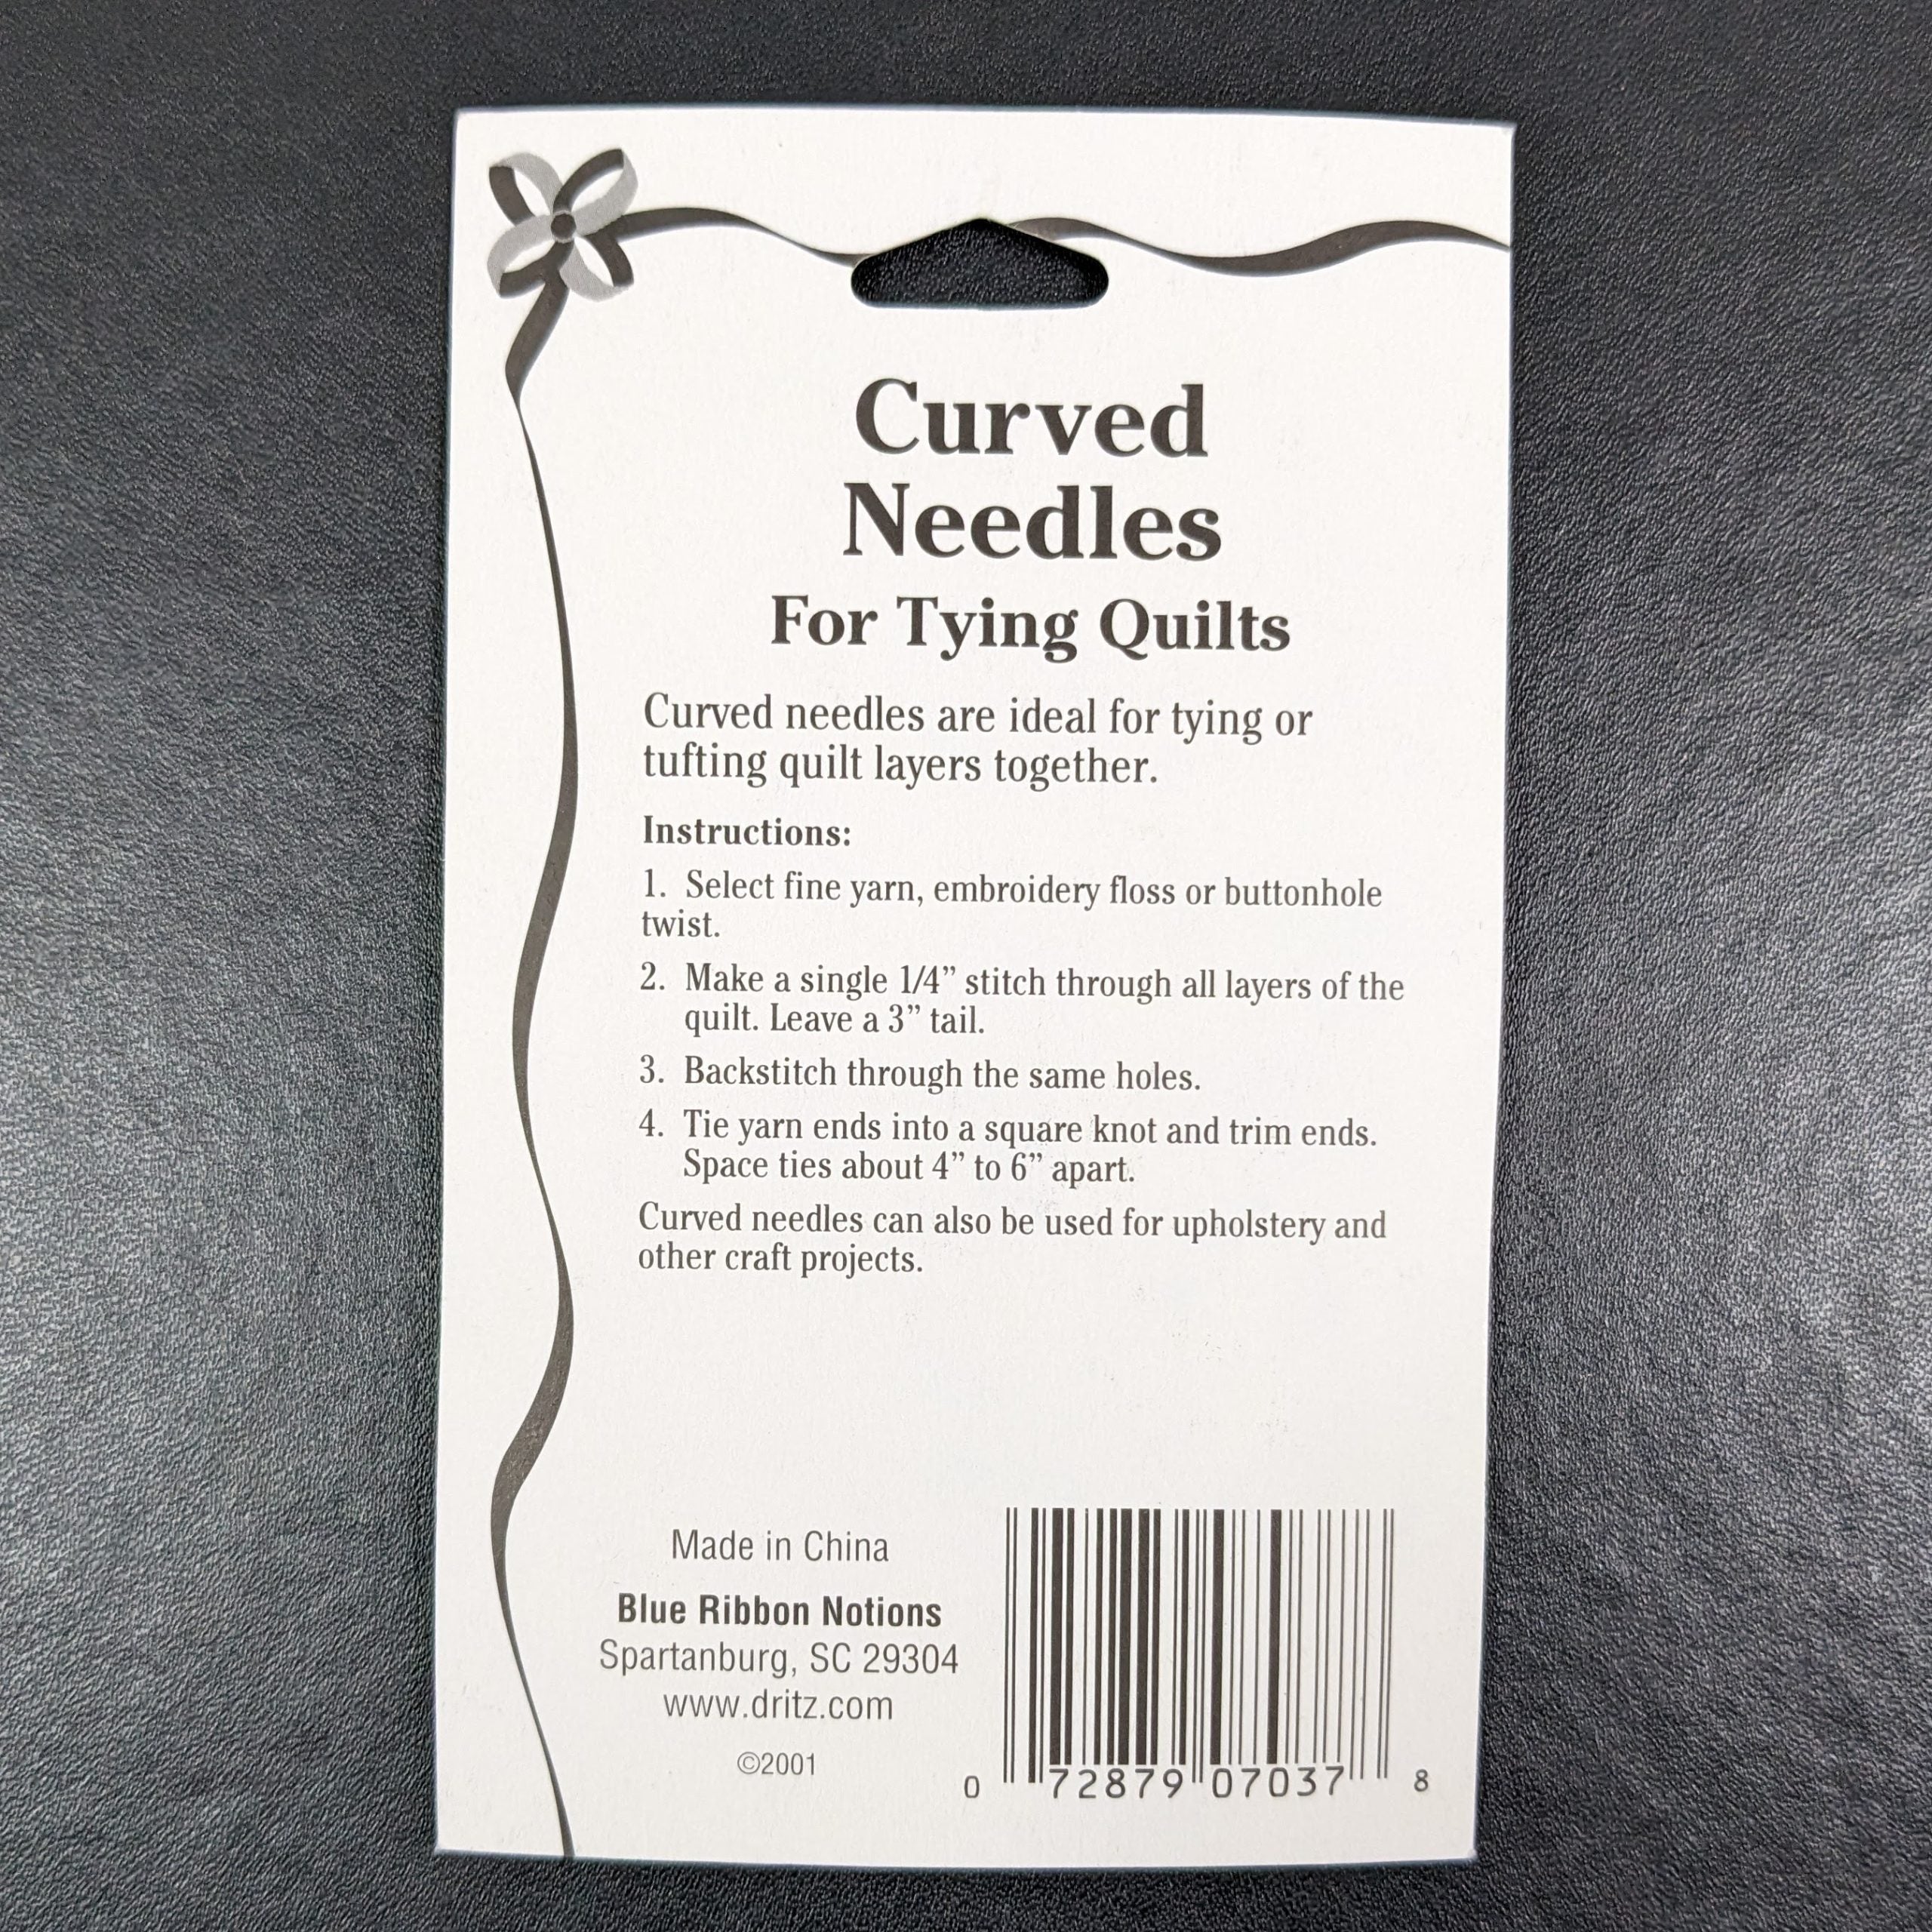 Curved
Needles
For Tying Quilts
Curved needles are ideal for tying or
tufting quilt layers together.
Instructions:
1. Select fine yarn, embroidery floss or buttonhole
twist.
2. Make a single 1/4” stitch through all layers of the
quilt. Leave a 3” tail.
3. Backstitch through the same holes.
4. Tie yarn ends into a square knot and trim ends.
Space ties about 4” to 6” apart.
Curved needles can also be used for upholstery and
other craft projects.
Made in China
Blue Ribbon Notions
Spartanburg, SC 29304
www.dritz.com
©2001
0 72879 07037 8